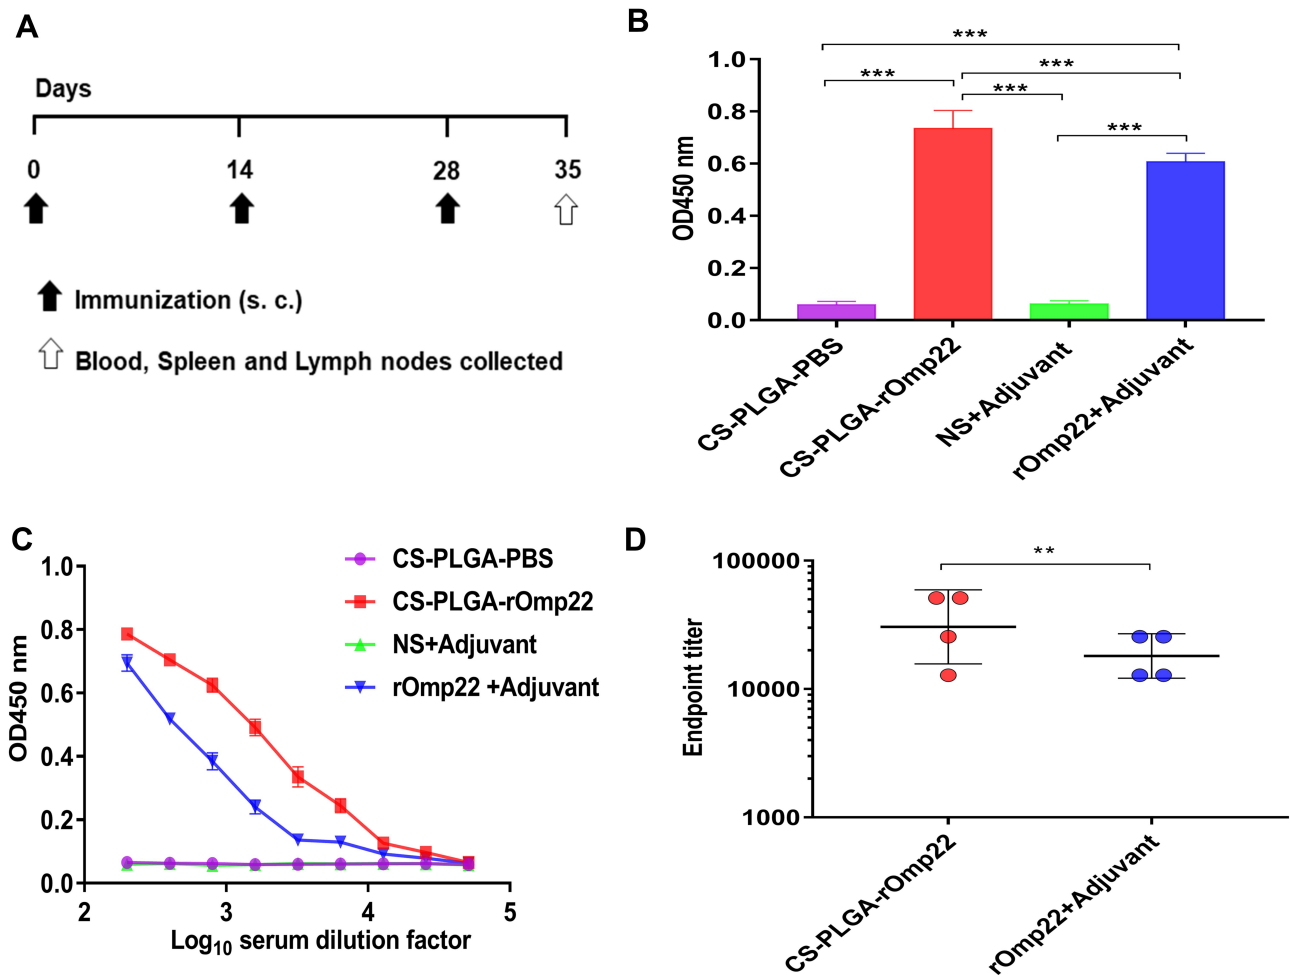 A
Days
0 14 28 35
Immunization (s. c.)
Blood, Spleen and Lymph nodes collected
B
***
***
***
***
***
1.0
0.8
0.6
0.4
0.2
0.0
OD450 nm
CS-PLGA-PBS
CS-PLGA-rOmp22
NS+Adjuvant
rOmp22+Adjuvant
C
1.0
0.8
0.6
0.4
0.2
0.0
OD450 nm
CS-PLGA-PBS
CS-PLGA-rOmp22
NS+Adjuvant
rOmp22 +Adjuvant
2 3 4 5
Log10 serum dilution factor
D
**
100000
10000
1000
Endpoint titer
CS-PLGA-rOmp22
rOmp22+Adjuvant